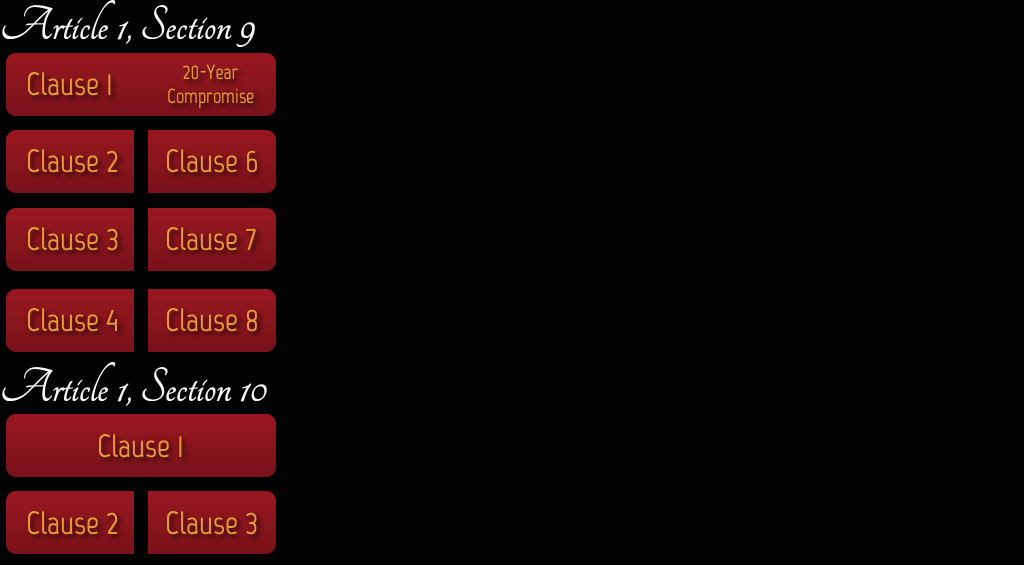 Article 1, Section 9
Clause 1
20-Year
Compromise
Clause 2
Clause 6
Clause 3
Clause 7
Clause 4
Clause 8
Article 1, Section 10
Clause 1
Clause 2
Clause 3